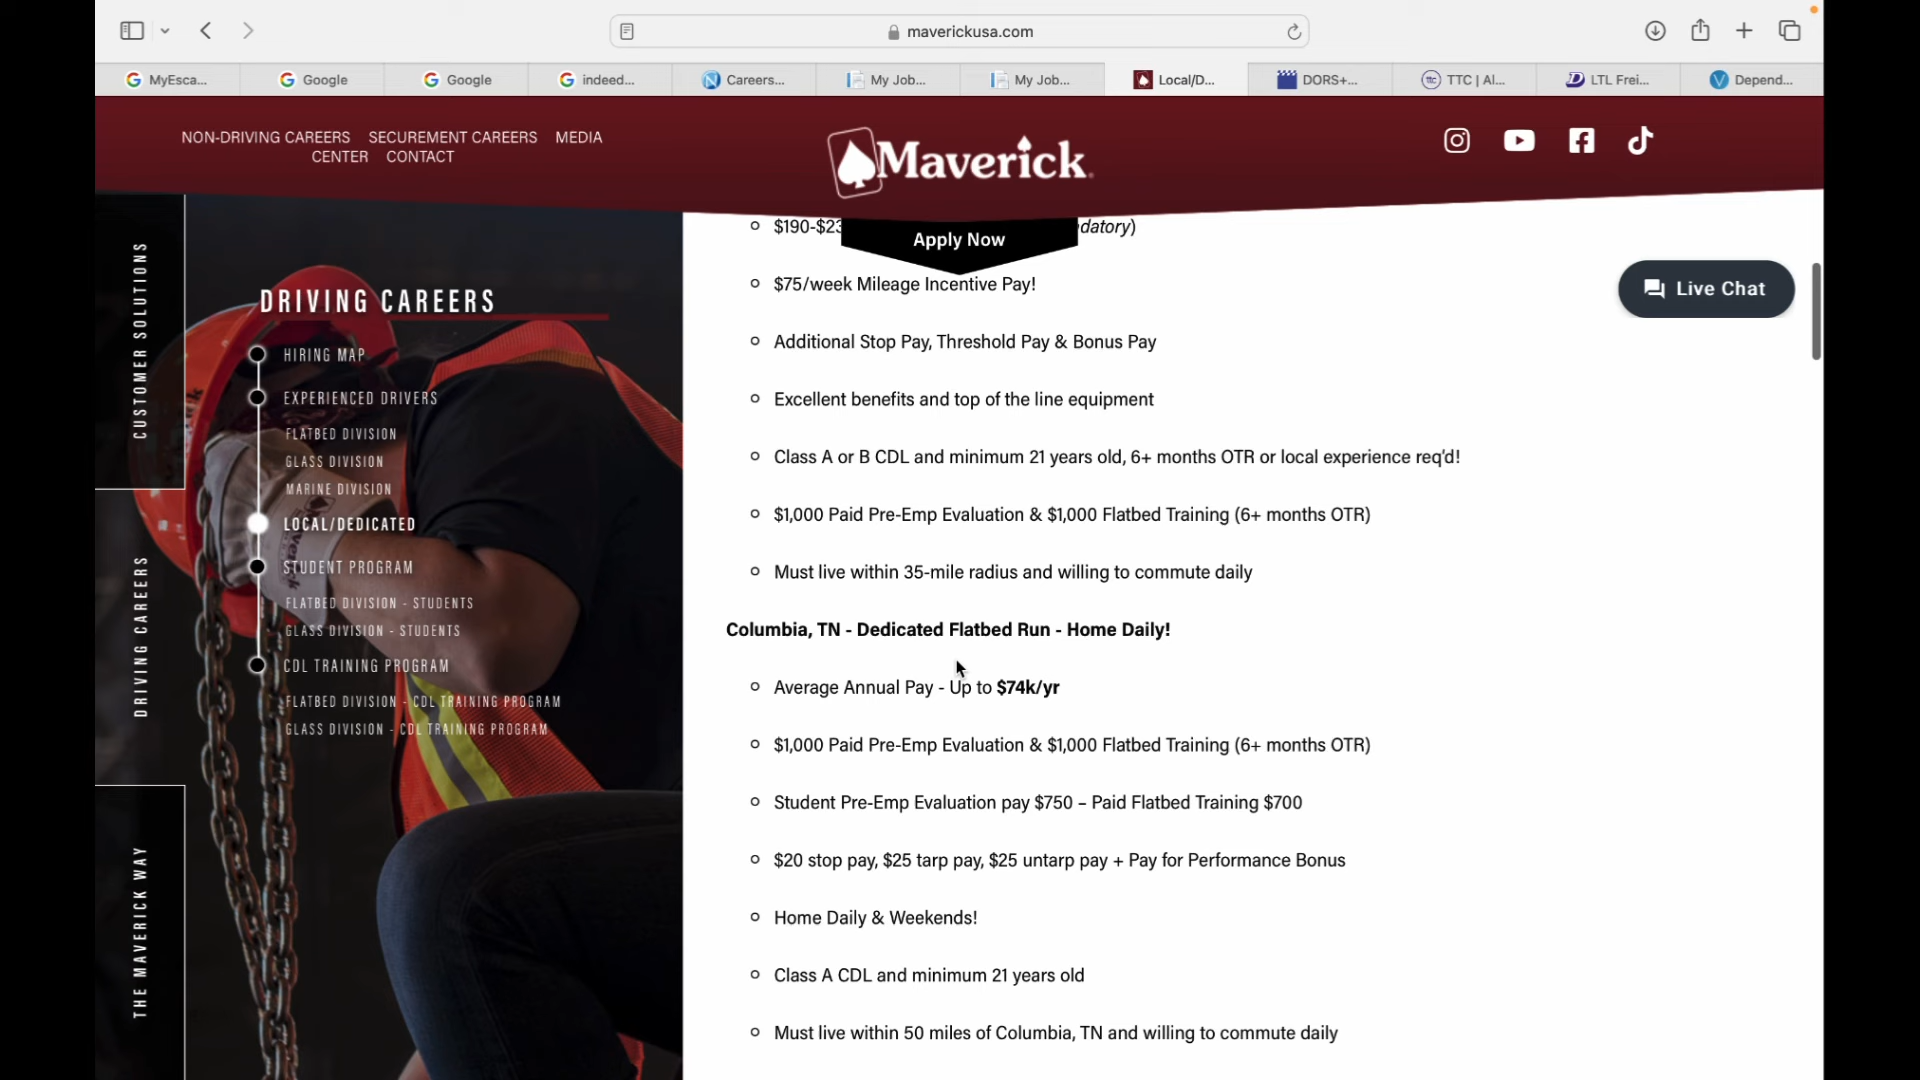 maverickusa.com
MyEsca...
Google
Google
indeed...
Careers...
My Job...
My Job...
Local/D...
DORS+...
TTC | Al...
LTL Frei...
Depend...
NON-DRIVING CAREERS SECUREMENT CAREERS MEDIA
CENTER CONTACT
Maverick
Apply Now
Live Chat
CUSTOMER SOLUTIONS
DRIVING CAREERS
THE MAVERICK WAY
DRIVING CAREERS
HIRING MAP
EXPERIENCED DRIVERS
FLATBED DIVISION
GLASS DIVISION
MARINE DIVISION
LOCAL/DEDICATED
STUDENT PROGRAM
FLATBED DIVISION - STUDENTS
GLASS DIVISION - STUDENTS
CDL TRAINING PROGRAM
FLATBED DIVISION - CDL TRAINING PROGRAM
GLASS DIVISION - CDL TRAINING PROGRAM
$75/week Mileage Incentive Pay!
Additional Stop Pay, Threshold Pay & Bonus Pay
Excellent benefits and top of the line equipment
Class A or B CDL and minimum 21 years old, 6+ months OTR or local experience req'd!
$1,000 Paid Pre-Emp Evaluation & $1,000 Flatbed Training (6+ months OTR)
Must live within 35-mile radius and willing to commute daily
Columbia, TN - Dedicated Flatbed Run - Home Daily!
Average Annual Pay - Up to $74k/yr
$1,000 Paid Pre-Emp Evaluation & $1,000 Flatbed Training (6+ months OTR)
Student Pre-Emp Evaluation pay $750 – Paid Flatbed Training $700
$20 stop pay, $25 tarp pay, $25 untarp pay + Pay for Performance Bonus
Home Daily & Weekends!
Class A CDL and minimum 21 years old
Must live within 50 miles of Columbia, TN and willing to commute daily